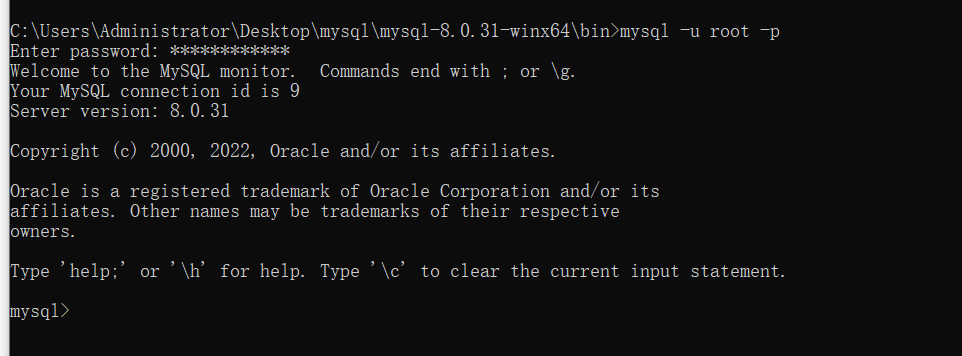 C:\Users\Administrator\Desktop\mysql\mysql-8.0.31-winx64\bin>mysql -u root -p
Enter password: ************
Welcome to the MySQL monitor.  Commands end with ; or \g.
Your MySQL connection id is 9
Server version: 8.0.31
Copyright (c) 2000, 2022, Oracle and/or its affiliates.
Oracle is a registered trademark of Oracle Corporation and/or its
affiliates. Other names may be trademarks of their respective
owners.
Type 'help;' or '\h' for help. Type '\c' to clear the current input statement.
mysql>